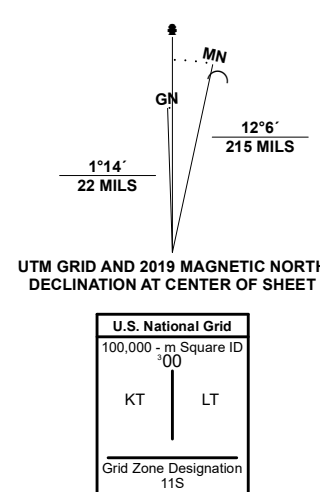 MN
GN
12°6´
215 MILS
1°14´
22 MILS
UTM GRID AND 2019 MAGNETIC NORTH
DECLINATION AT CENTER OF SHEET
U.S. National Grid
100,000 - m Square ID
³00
KT LT
Grid Zone Designation
11S